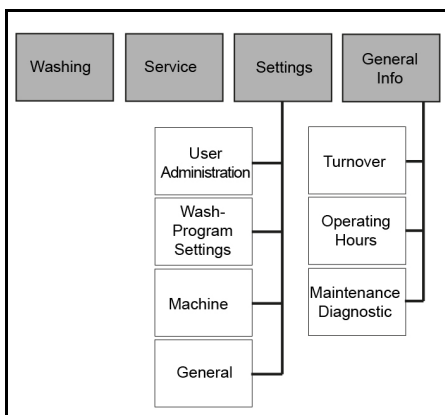 Washing
Service
Settings
General
Info
User
Administration
Wash-
Program
Settings
Machine
General
Turnover
Operating
Hours
Maintenance
Diagnostic